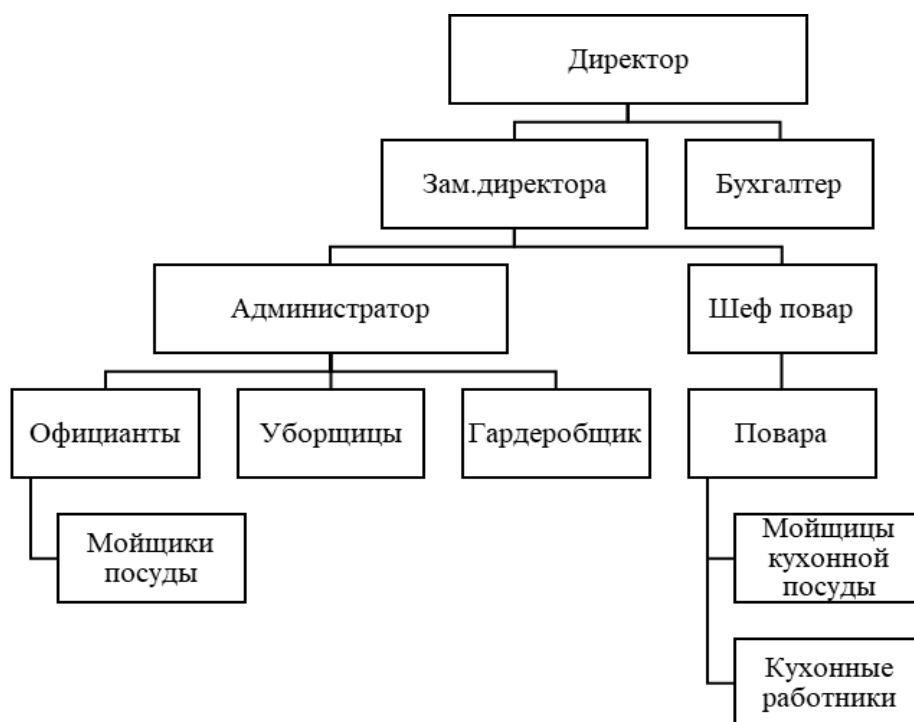 Директор
Зам.директора
Бухгалтер
Администратор
Шеф повар
Официанты
Уборщицы
Гардеробщик
Повара
Мойщики
посуды
Мойщицы
кухонной
посуды
Кухонные
работники